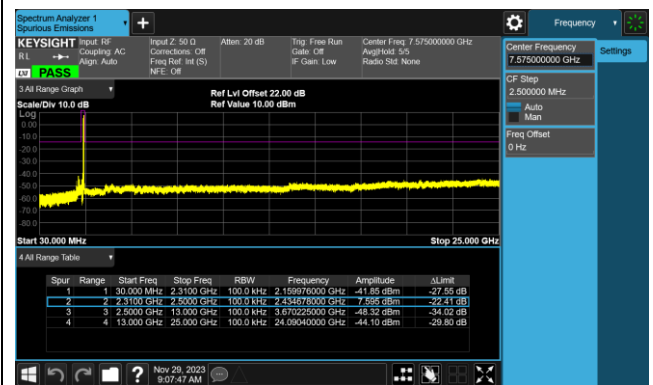 Spectrum Analyzer 1
Spurious Emissions
Frequency
KEYSIGHT
RL
LXI
PASS
Input: RF
Coupling: AC
Align: Auto
Input Z: 50 Ω
Corrections: Off
Freq Ref: Int (S)
NFE: Off
Atten: 20 dB
Trig: Free Run
Gate: Off
IF Gain: Low
Center Freq: 7.575000000 GHz
Avg|Hold: 5/5
Radio Std: None
Center Frequency
7.575000000 GHz
Settings
CF Step
2.500000 MHz
Auto
Man
Freq Offset
0 Hz
3 All Range Graph
Scale/Div 10.0 dB
Ref Lvl Offset 22.00 dB
Ref Value 10.00 dBm
Log
0.00
-10.0
-20.0
-30.0
-40.0
-50.0
-60.0
-70.0
-80.0
Start 30.000 MHz
Stop 25.000 GHz
4 All Range Table
Spur Range Start Freq Stop Freq RBW Frequency Amplitude ΔLimit
1 1 30.000 MHz 2.3100 GHz 100.0 kHz 2.159976000 GHz -41.85 dBm -27.55 dB
2 2 2.3100 GHz 2.5000 GHz 100.0 kHz 2.434678000 GHz 7.595 dBm -22.41 dB
3 3 2.5000 GHz 13.000 GHz 100.0 kHz 3.670225000 GHz -48.32 dBm -34.02 dB
4 4 13.000 GHz 25.000 GHz 100.0 kHz 24.09040000 GHz -44.10 dBm -29.80 dB
Nov 29, 2023
9:07:47 AM